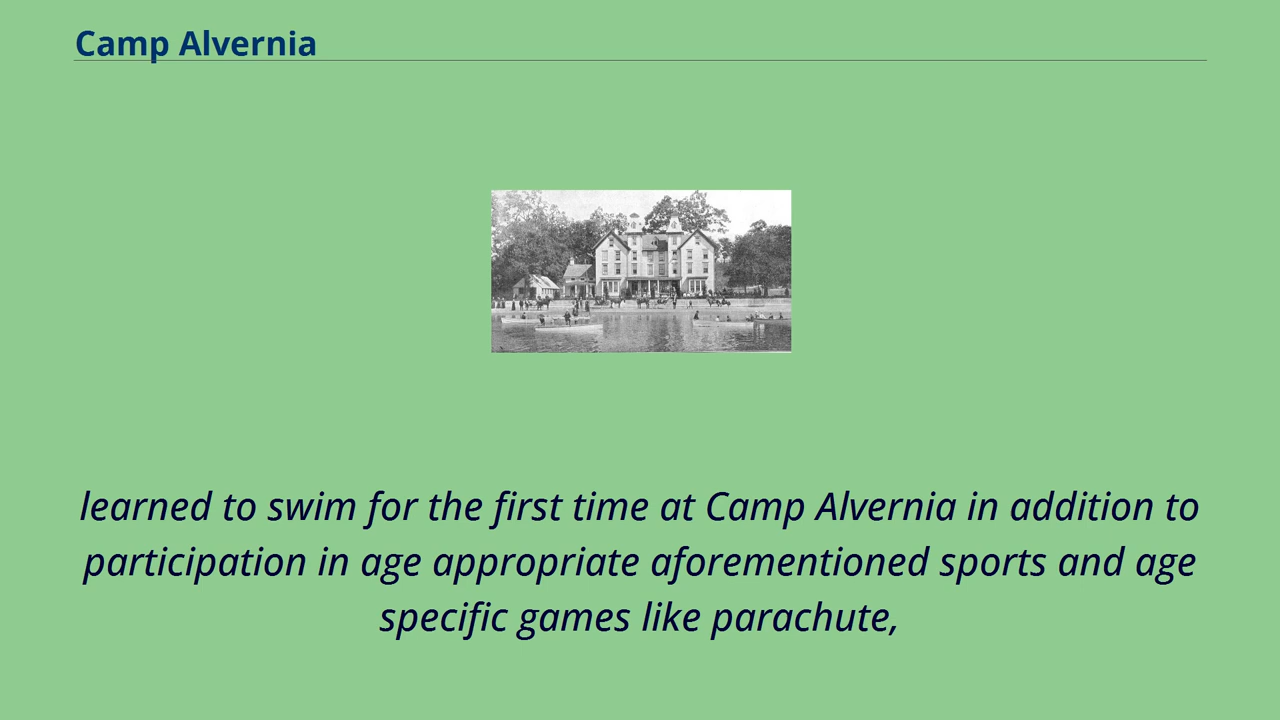 Camp Alvernia
learned to swim for the first time at Camp Alvernia in addition to
participation in age appropriate aforementioned sports and age
specific games like parachute,